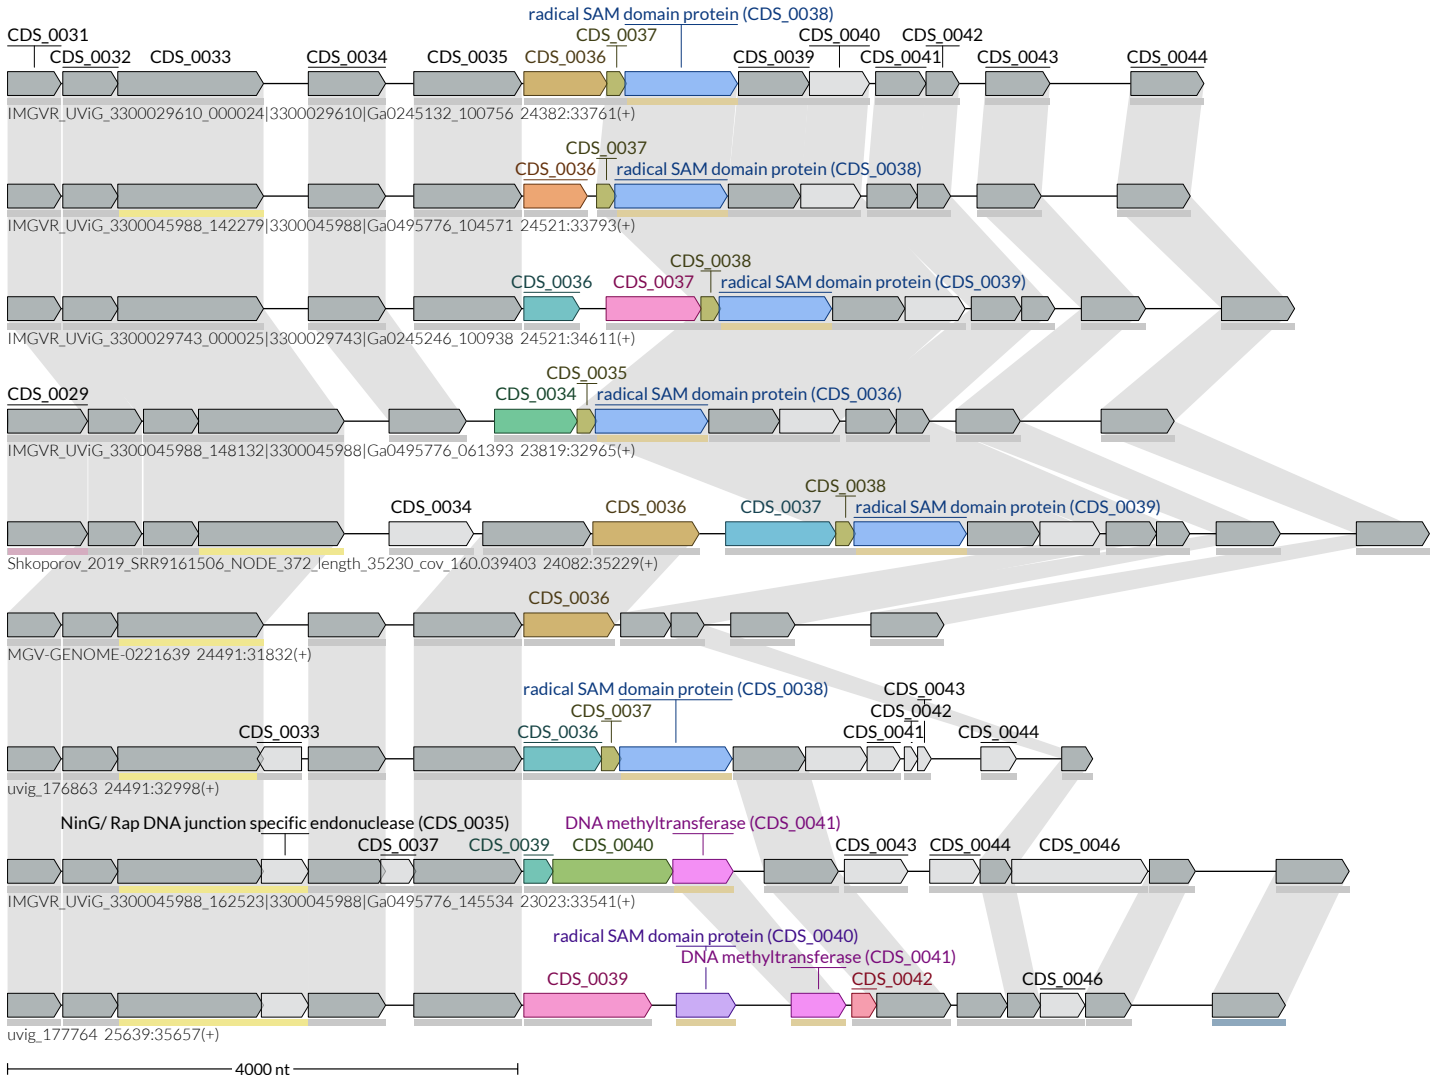 radical SAM domain protein (CDS_0038)
CDS_0031 CDS_0037 CDS_0040 CDS_0042
CDS_0032 CDS_0033 CDS_0034 CDS_0035 CDS_0036 CDS_0039 CDS_0041 CDS_0043 CDS_0044
IMGVR_UViG_3300029610_000024|3300029610|Ga0245132_100756 24382:33761(+)
CDS_0037
CDS_0036 radical SAM domain protein (CDS_0038)
IMGVR_UViG_3300045988_142279|3300045988|Ga0495776_104571 24521:33793(+)
CDS_0038
CDS_0036 CDS_0037 radical SAM domain protein (CDS_0039)
IMGVR_UViG_3300029743_000025|3300029743|Ga0245246_100938 24521:34611(+)
CDS_0035
CDS_0029 CDS_0034 radical SAM domain protein (CDS_0036)
IMGVR_UViG_3300045988_148132|3300045988|Ga0495776_061393 23819:32965(+)
CDS_0038
CDS_0034 CDS_0036 CDS_0037 radical SAM domain protein (CDS_0039)
Shkoporov_2019_SRR9161506_NODE_372_length_35230_cov_160.039403 24082:35229(+)
CDS_0036
MGV-GENOME-0221639 24491:31832(+)
radical SAM domain protein (CDS_0038) CDS_0043
CDS_0037 CDS_0042
CDS_0033 CDS_0036 CDS_0041 CDS_0044
uvig_176863 24491:32998(+)
NinG/ Rap DNA junction specific endonuclease (CDS_0035) DNA methyltransferase (CDS_0041)
CDS_0037 CDS_0039 CDS_0040 CDS_0043 CDS_0044 CDS_0046
IMGVR_UViG_3300045988_162523|3300045988|Ga0495776_145534 23023:33541(+)
radical SAM domain protein (CDS_0040)
DNA methyltransferase (CDS_0041)
CDS_0039 CDS_0042 CDS_0046
uvig_177764 25639:35657(+)
4000 nt